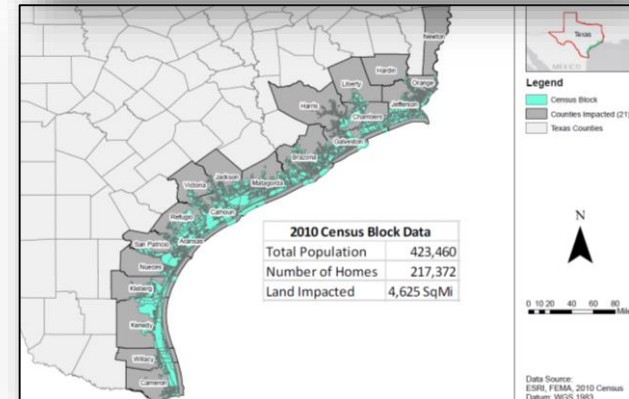 Newton
Hardin
Liberty
Orange
Harris
Jefferson
Chambers
Galveston
Brazoria
Jackson
Matagorda
Victoria
Calhoun
Refugio
Aransas
San Patricio
Nueces
Kleberg
Kenedy
Willacy
Cameron
2010 Census Block Data
Total Population 423,460
Number of Homes 217,372
Land Impacted 4,625 SqMi
Texas
MEXICO
Legend
Census Block
Counties Impacted (21)
Texas Counties
N
0 10 20 40 60 80
Mile
Data Source:
ESRI, FEMA, 2010 Census
Datum: WGS 1983